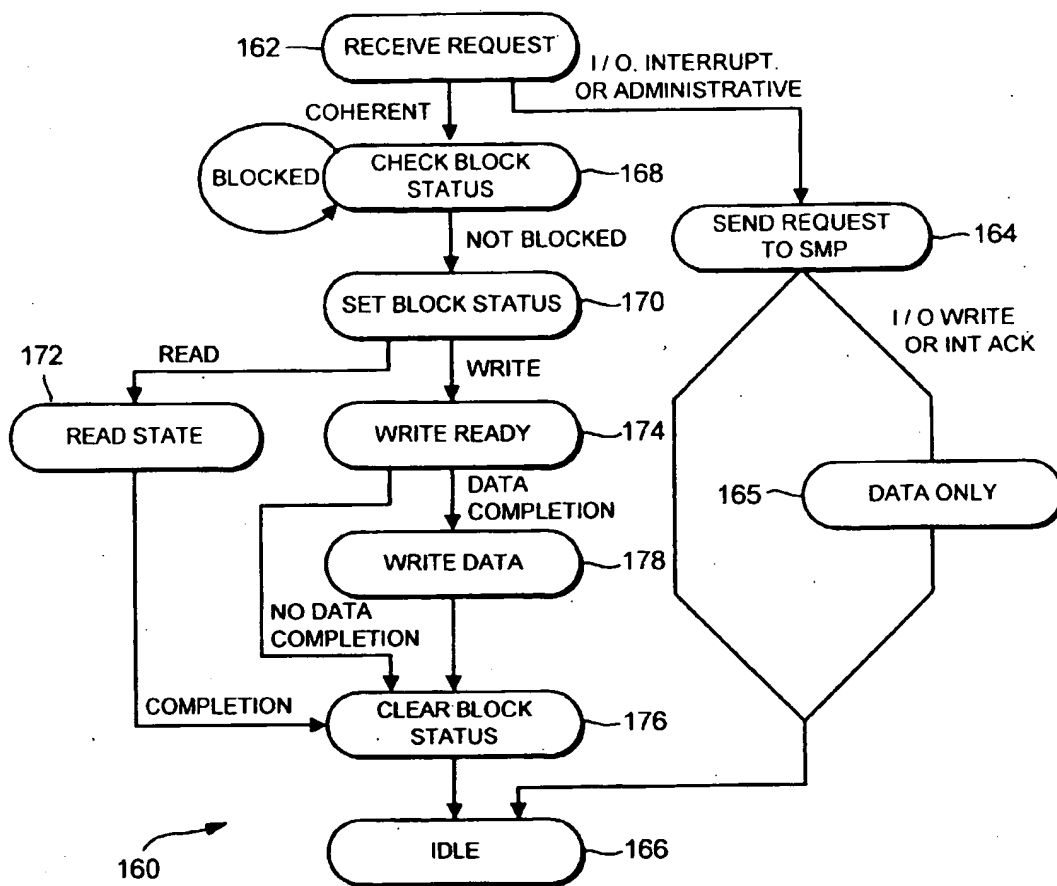 162
RECEIVE REQUEST
I / O. INTERRUPT.
OR ADMINISTRATIVE
COHERENT
BLOCKED
CHECK BLOCK
STATUS
168
SEND REQUEST
TO SMP
164
NOT BLOCKED
SET BLOCK STATUS
170
I / O WRITE
OR INT ACK
172
READ
WRITE
READ STATE
WRITE READY
174
DATA
COMPLETION
165
DATA ONLY
WRITE DATA
178
NO DATA
COMPLETION
COMPLETION
CLEAR BLOCK
STATUS
176
160
IDLE
166